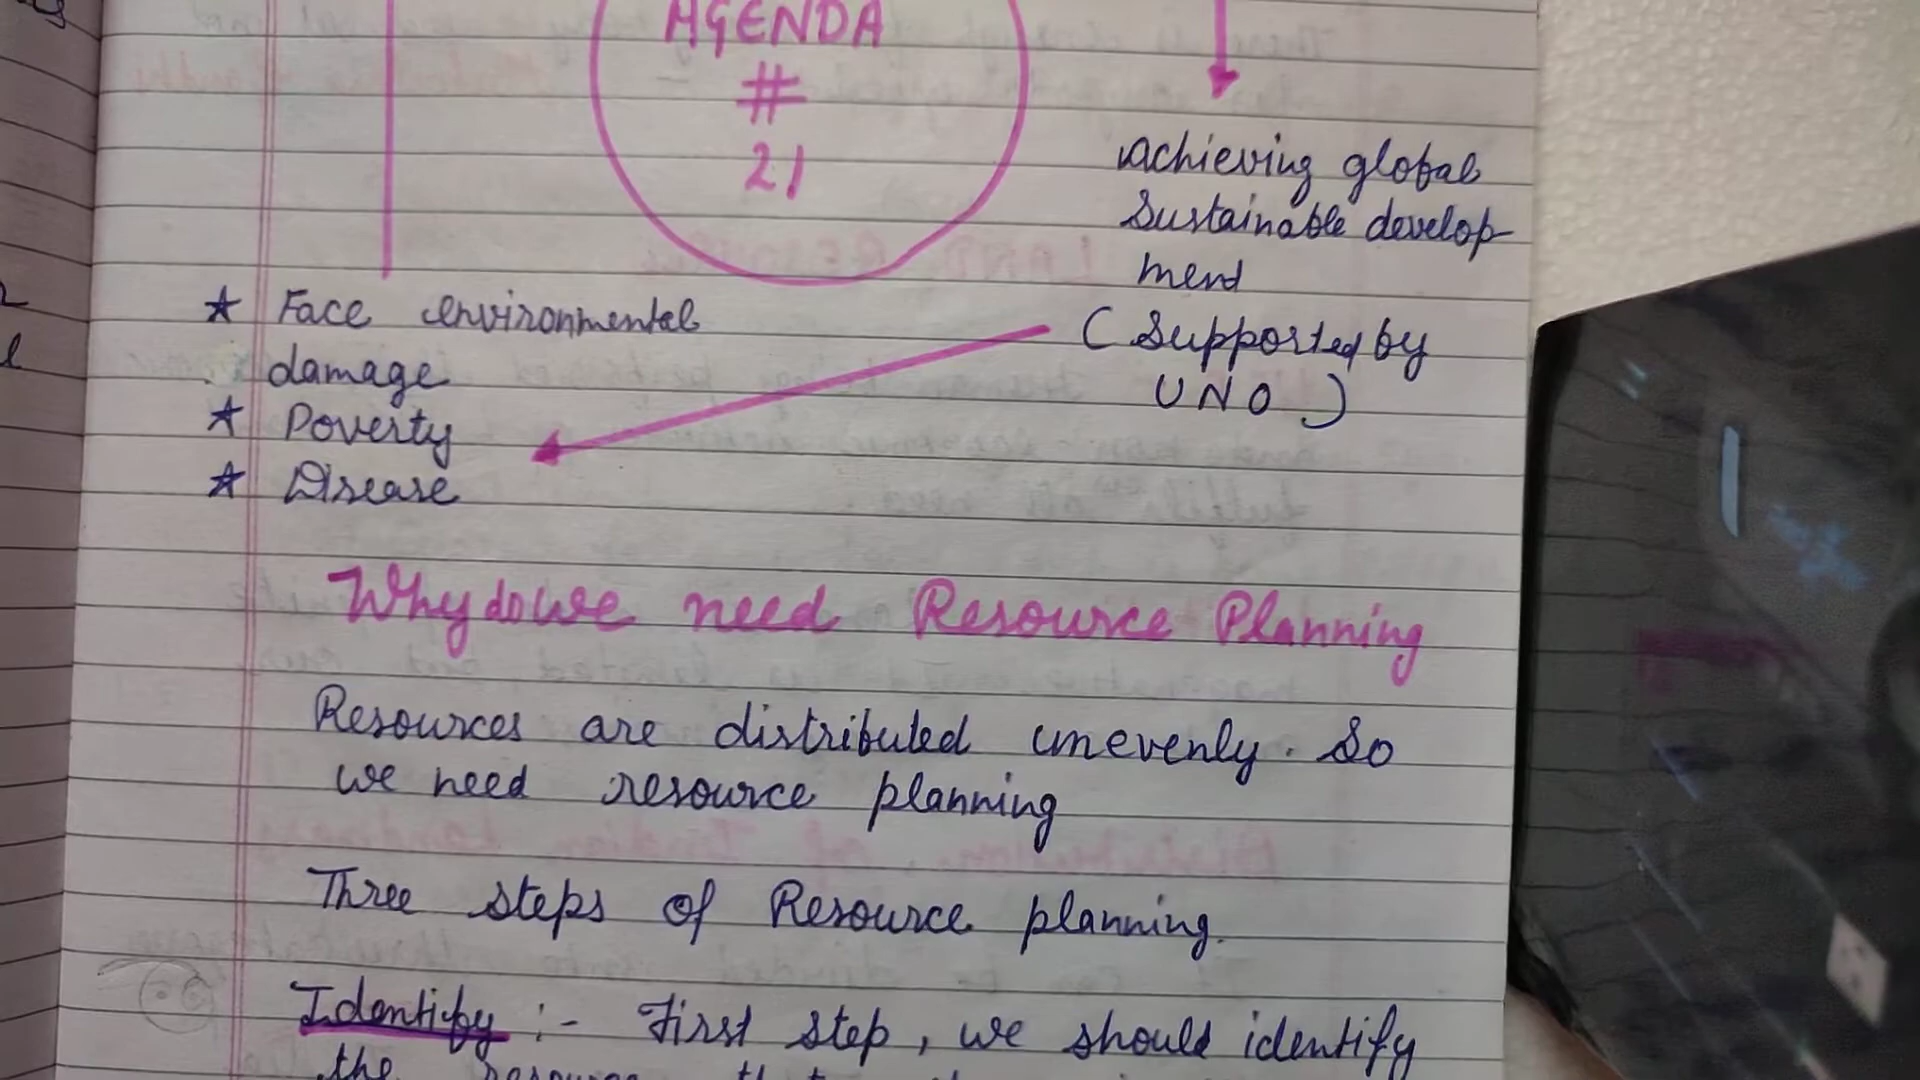 AGENDA
#
21
achieving global
Sustainable develop-
ment
(Supported by
UNO)
★ Face environmental
damage
★ Poverty
★ Disease
Why do we need Resource Planning
Resources are distributed unevenly. So
we need resource planning
Three steps of Resource planning.
Identify :- First step, we should identify
the